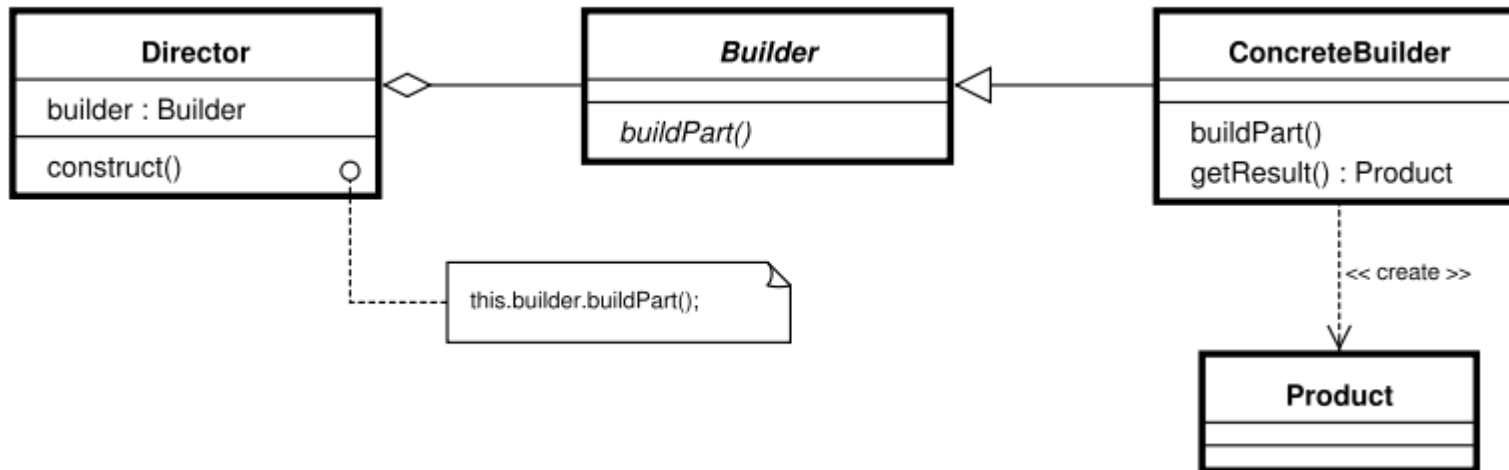 Director
builder : Builder
construct()
Builder
buildPart()
ConcreteBuilder
buildPart()
getResult() : Product
this.builder.buildPart();
<< create >>
Product